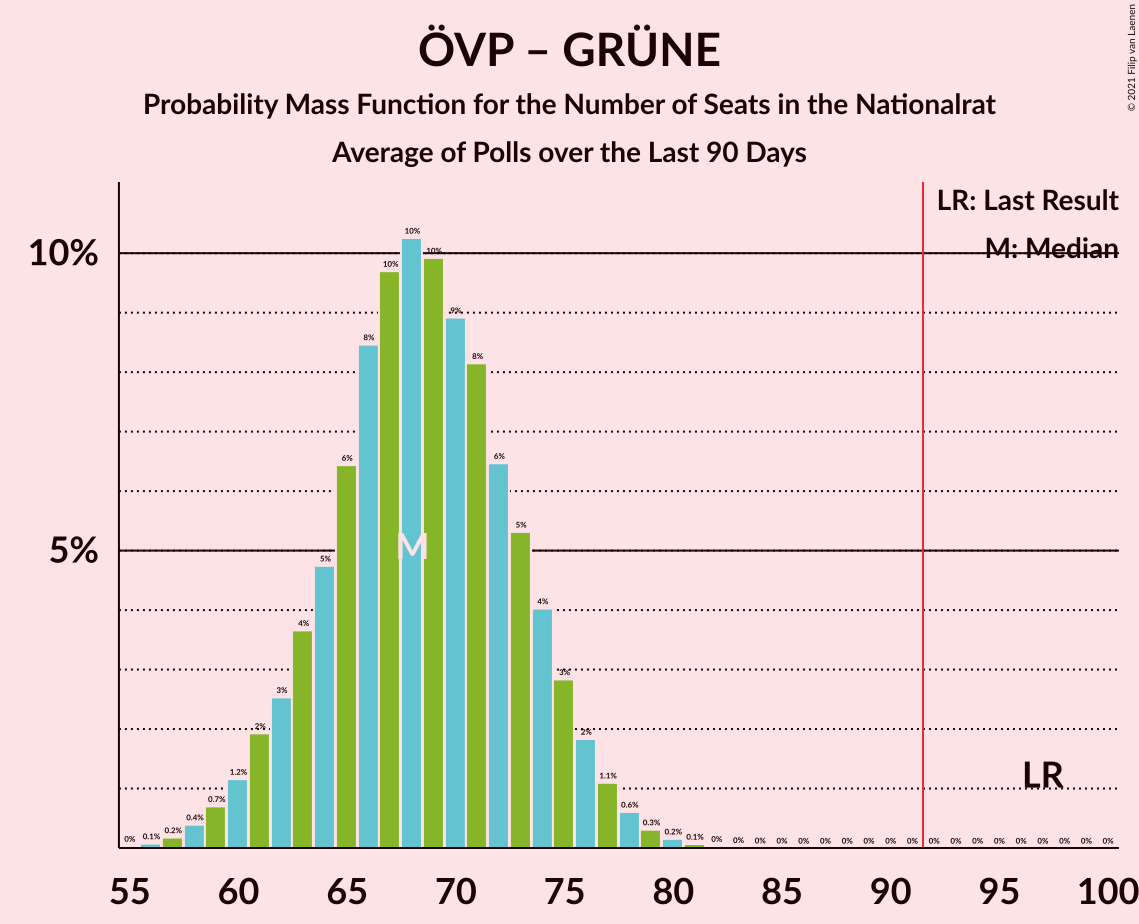 ÖVP – GRÜNE
Probability Mass Function for the Number of Seats in the Nationalrat
Average of Polls over the Last 90 Days
© 2021 Filip van Laenen
LR: Last Result
M: Median
10%
5%
0% 0.1% 0.2% 0.4% 0.7% 1.2% 2% 3% 4% 5% 6% 8% 10% 10% 10% 9% 8% 6% 5% 4% 3% 2% 1.1% 0.6% 0.3% 0.2% 0.1% 0% 0% 0% 0% 0% 0% 0% 0% 0% 0% 0% 0% 0% 0% 0% 0% 0% 0% 0%
M
LR
55 60 65 70 75 80 85 90 95 100